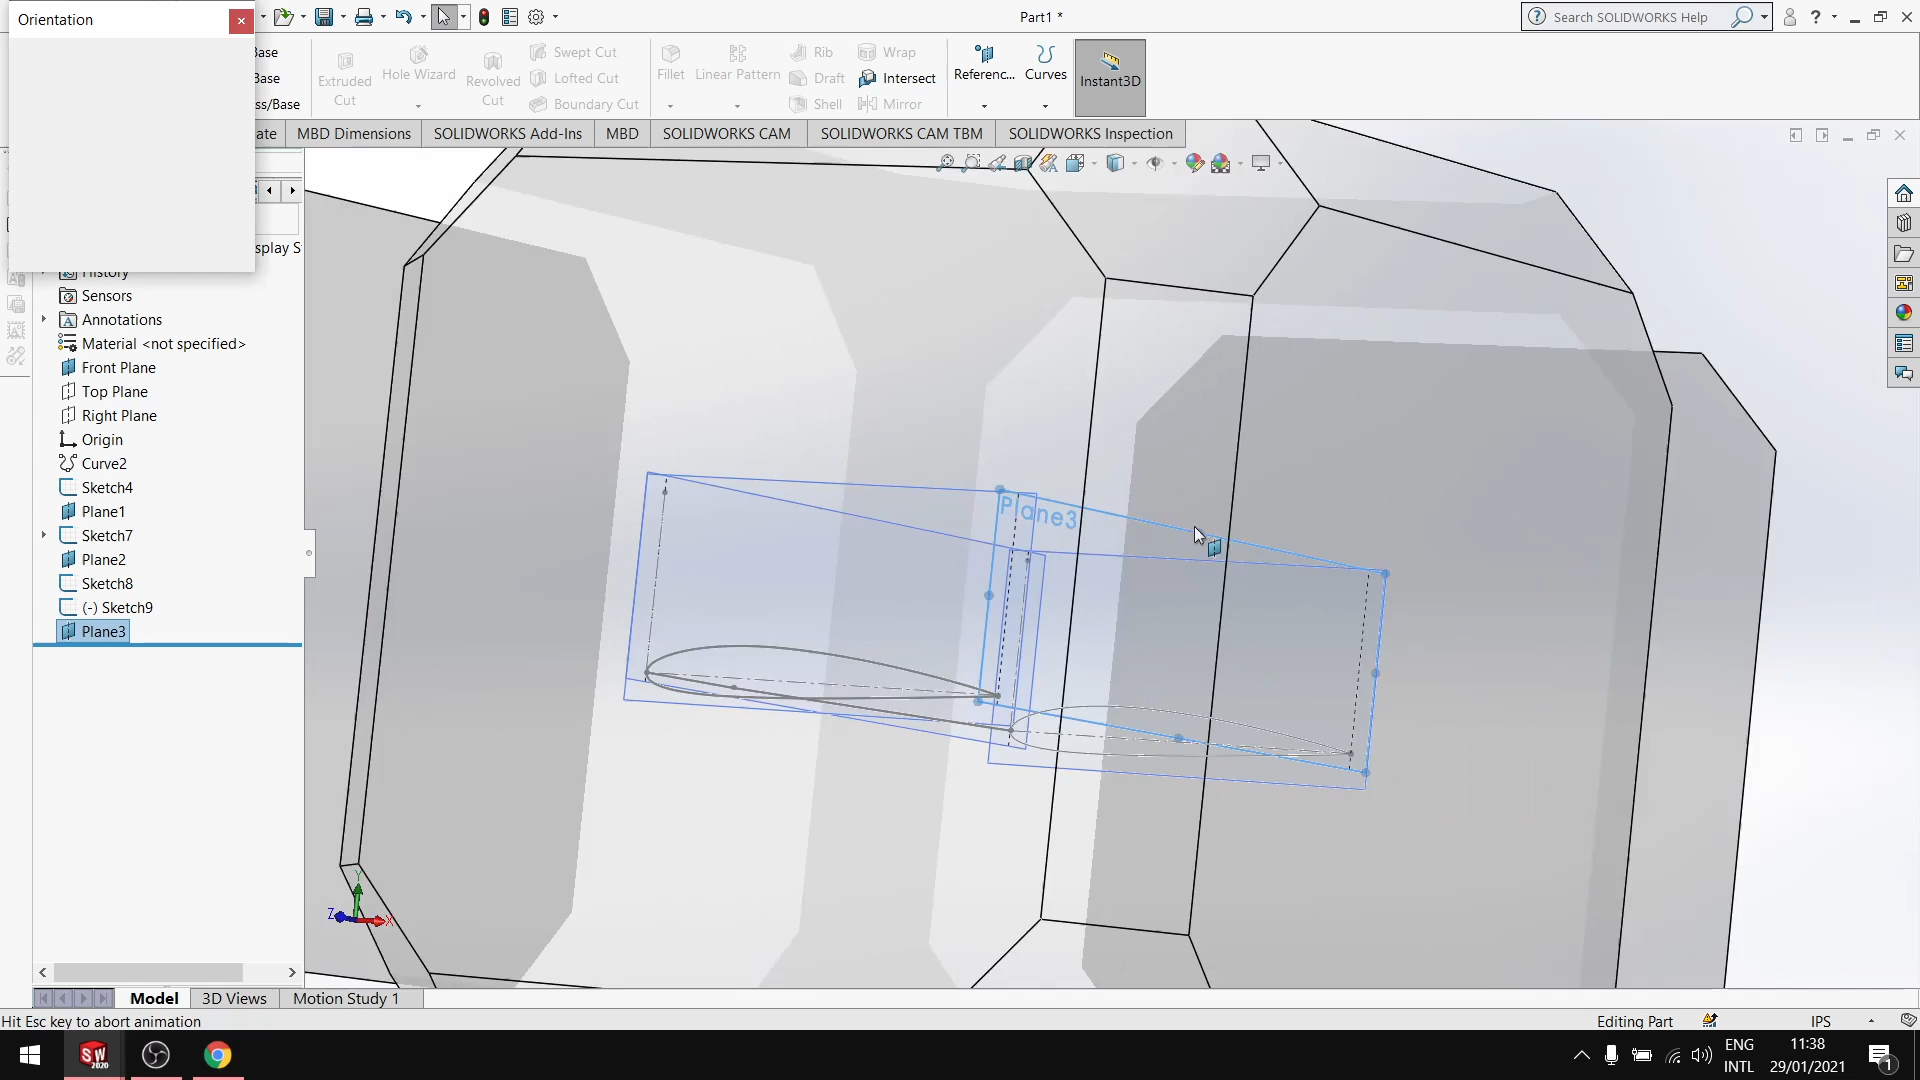 Orientation
Part1 *
Search SOLIDWORKS Help
Base
Base
ss/Base
Extruded
Cut
Hole Wizard
Revolved
Cut
Swept Cut
Lofted Cut
Boundary Cut
Fillet
Linear Pattern
Rib
Draft
Shell
Wrap
Intersect
Mirror
Referenc...
Curves
Instant3D
ate
MBD Dimensions
SOLIDWORKS Add-Ins
MBD
SOLIDWORKS CAM
SOLIDWORKS CAM TBM
SOLIDWORKS Inspection
splay S
History
Sensors
Annotations
Material <not specified>
Front Plane
Top Plane
Right Plane
Origin
Curve2
Sketch4
Plane1
Sketch7
Plane2
Sketch8
(-) Sketch9
Plane3
Plane3
Y
Z
X
Model
3D Views
Motion Study 1
Hit Esc key to abort animation
Editing Part
IPS
SW
2020
ENG
INTL
11:38
29/01/2021
1